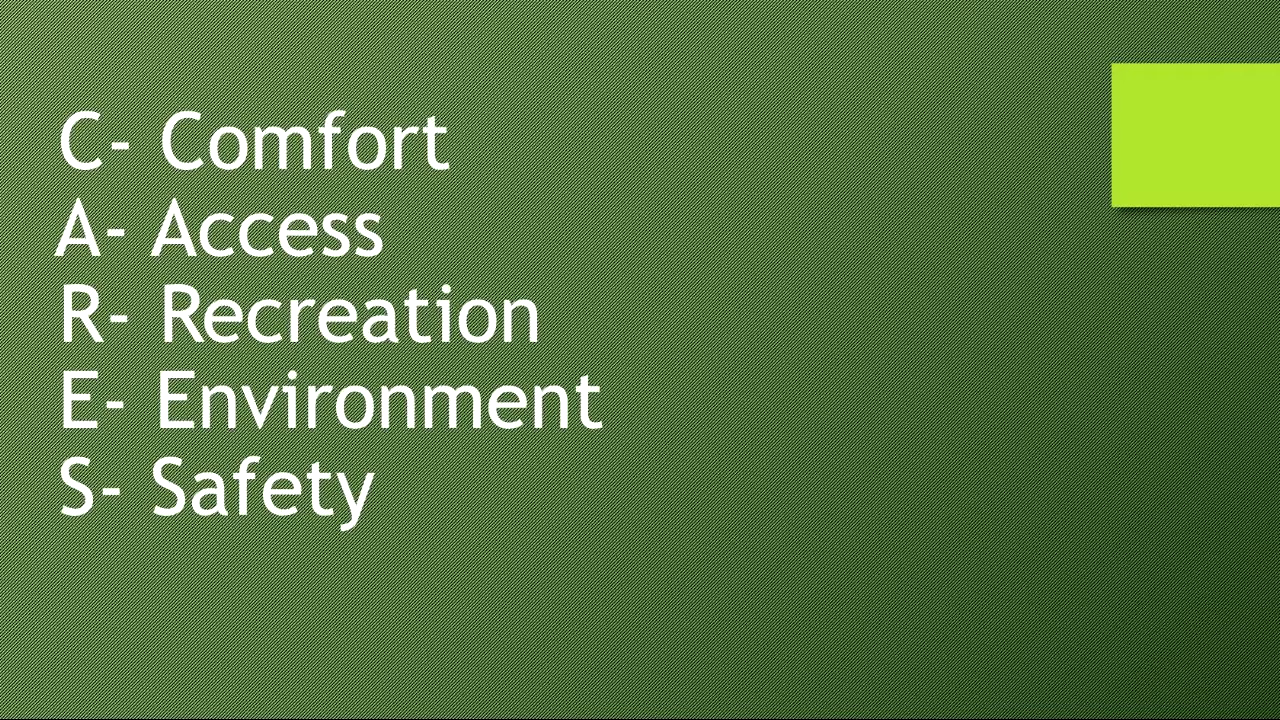 C- Comfort
A- Access
R- Recreation
E- Environment
S- Safety